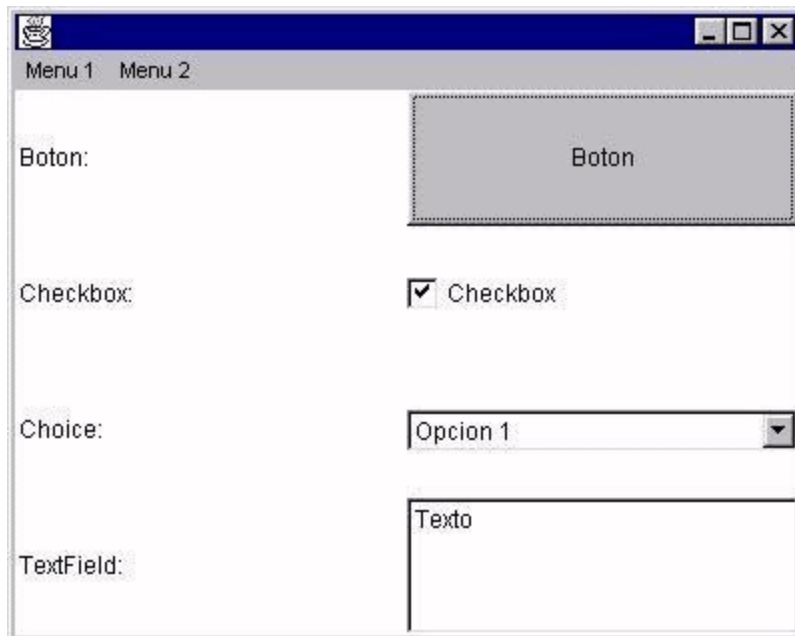 Menu 1 Menu 2
Boton: Boton
Checkbox: Checkbox
Choice: Opcion 1
Texto
TextField: